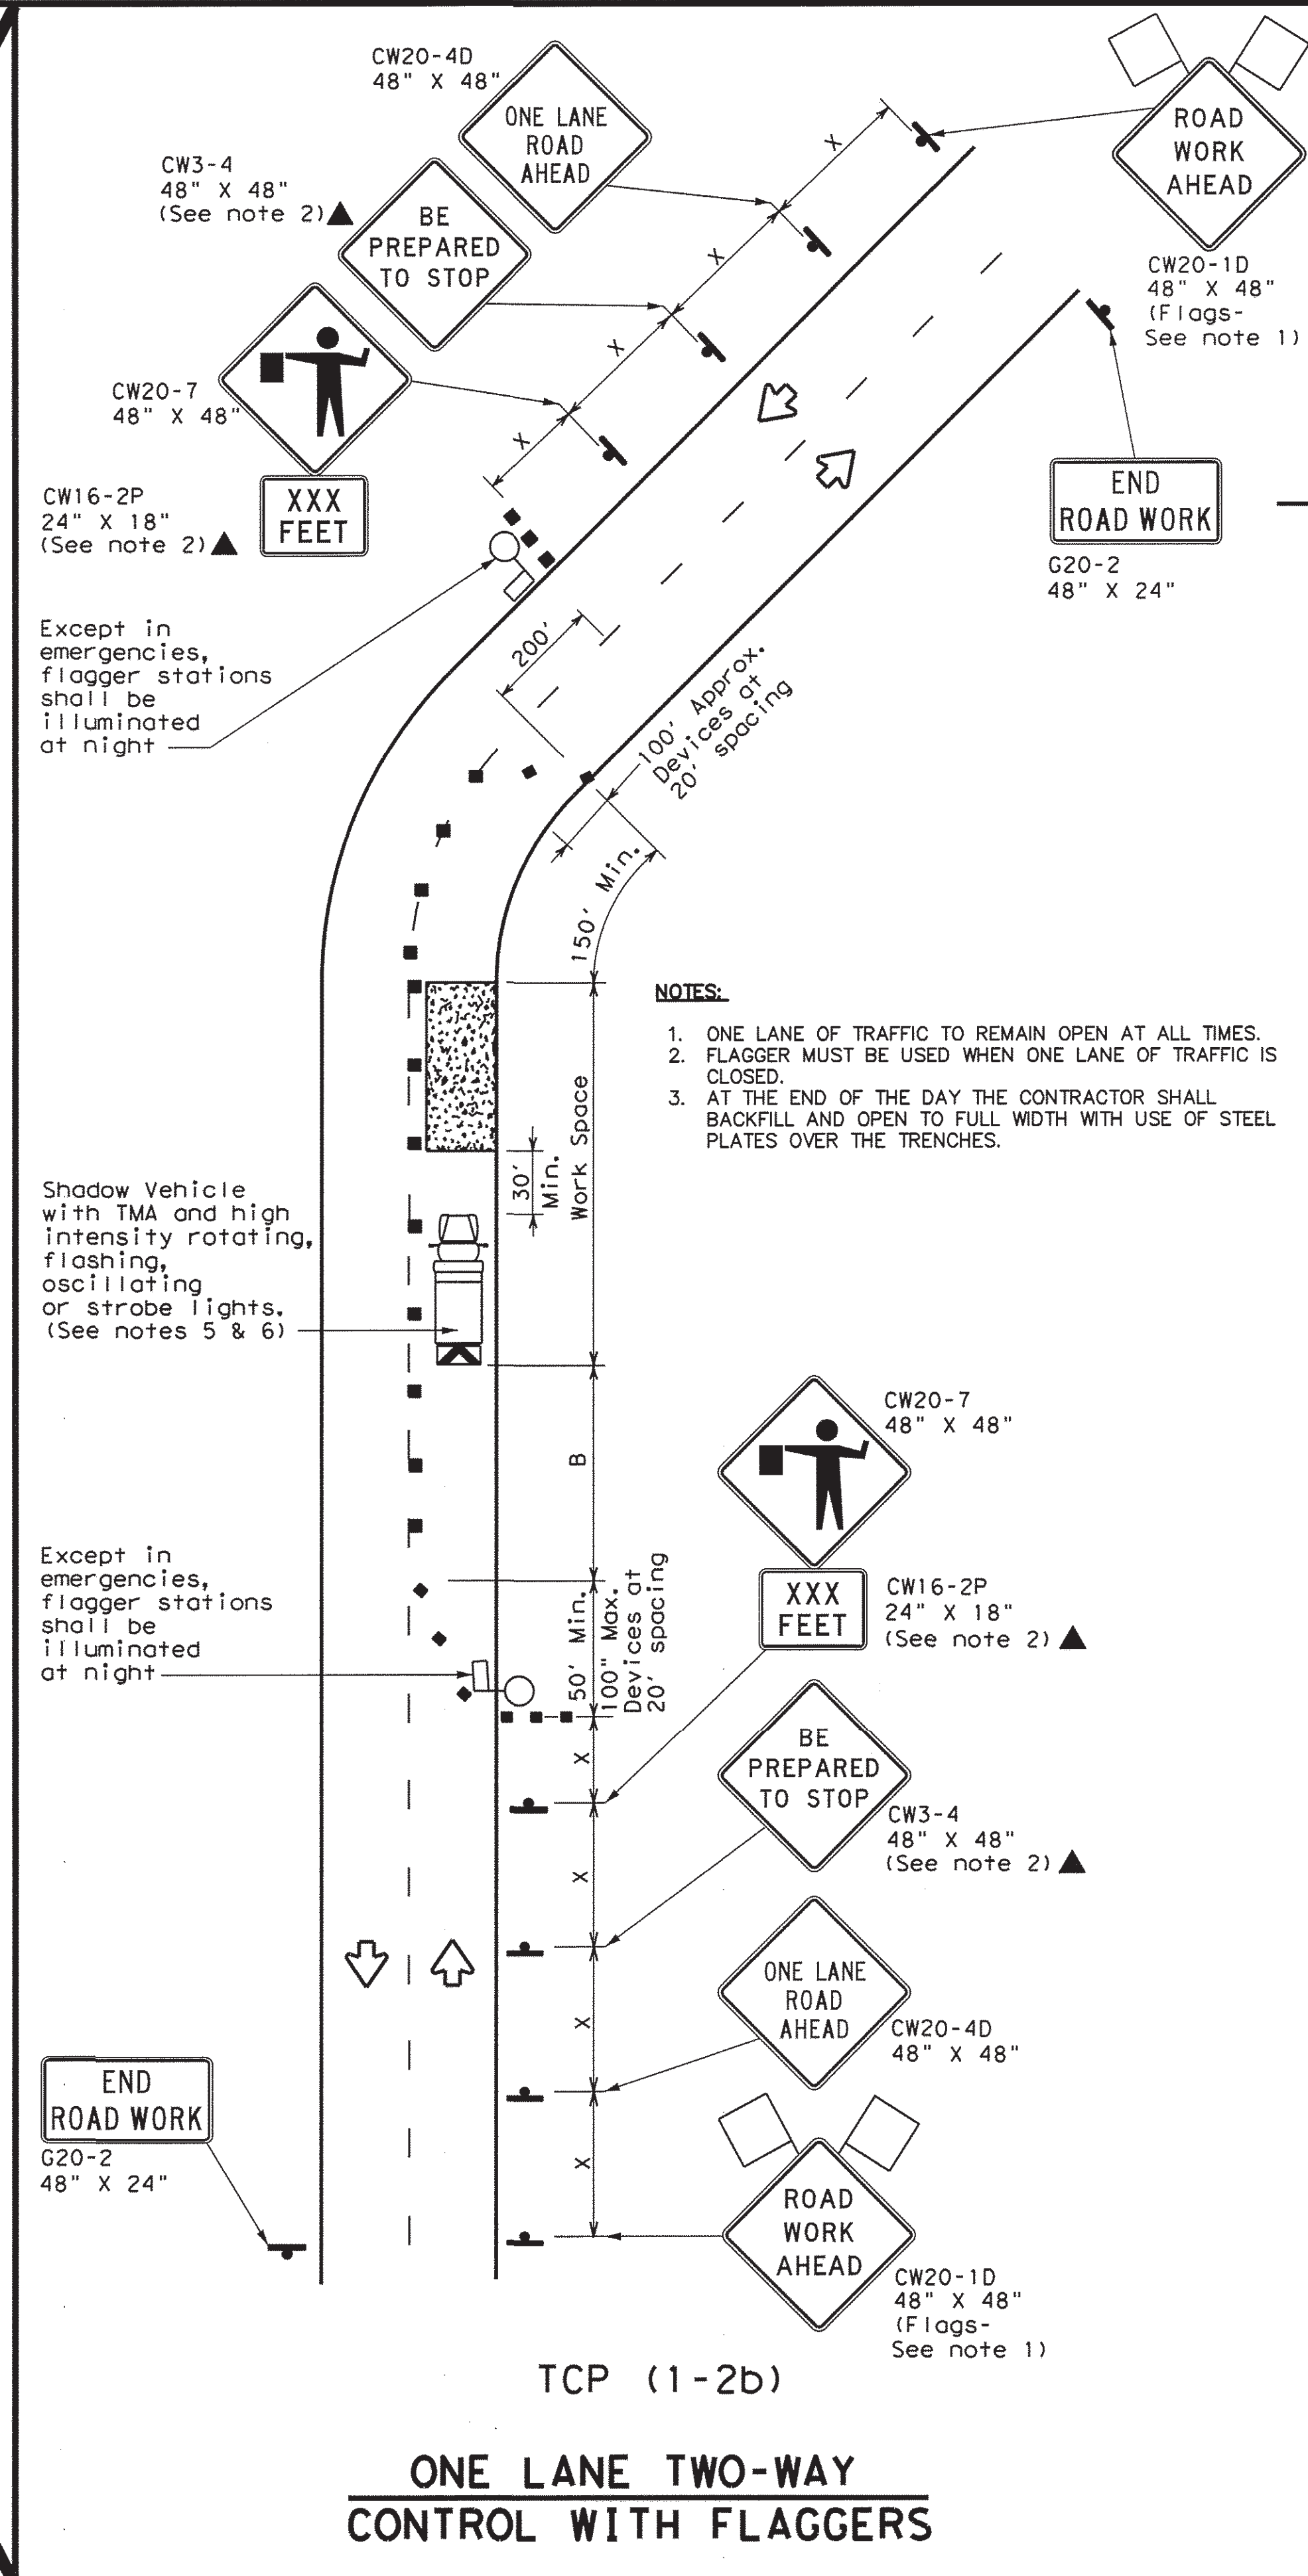 CW20-4D
48" X 48"
ONE LANE
ROAD
AHEAD
ROAD
WORK
AHEAD
CW20-1D
48" X 48"
(Flags-
See note 1)
CW3-4
48" X 48"
(See note 2)
BE
PREPARED
TO STOP
X
X
X
X
CW20-7
48" X 48"
CW16-2P
24" X 18"
(See note 2)
XXX
FEET
END
ROAD WORK
G20-2
48" X 24"
Except in
emergencies,
flagger stations
shall be
illuminated
at night
200'
100' Approx.
Devices at
20' spacing
150' Min.
NOTES:
1. ONE LANE OF TRAFFIC TO REMAIN OPEN AT ALL TIMES.
2. FLAGGER MUST BE USED WHEN ONE LANE OF TRAFFIC IS
CLOSED.
3. AT THE END OF THE DAY THE CONTRACTOR SHALL
BACKFILL AND OPEN TO FULL WIDTH WITH USE OF STEEL
PLATES OVER THE TRENCHES.
30'
Min.
Work Space
Shadow Vehicle
with TMA and high
intensity rotating,
flashing,
oscillating
or strobe lights.
(See notes 5 & 6)
B
CW20-7
48" X 48"
XXX
FEET
CW16-2P
24" X 18"
(See note 2)
Except in
emergencies,
flagger stations
shall be
illuminated
at night
50' Min.
100" Max.
Devices at
20' spacing
X
BE
PREPARED
TO STOP
CW3-4
48" X 48"
(See note 2)
X
ONE LANE
ROAD
AHEAD
CW20-4D
48" X 48"
X
END
ROAD WORK
G20-2
48" X 24"
X
ROAD
WORK
AHEAD
CW20-1D
48" X 48"
(Flags-
See note 1)
TCP (1-2b)
ONE LANE TWO-WAY
CONTROL WITH FLAGGERS